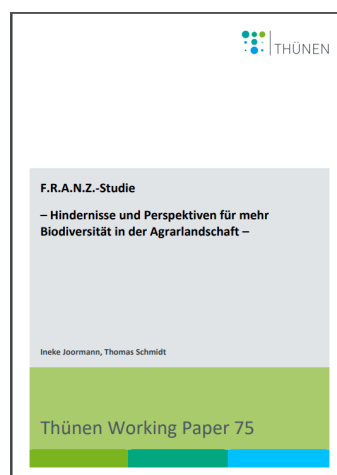 THÜNEN
F.R.A.N.Z.-Studie
– Hindernisse und Perspektiven für mehr
Biodiversität in der Agrarlandschaft –
Ineke Joormann, Thomas Schmidt
Thünen Working Paper 75